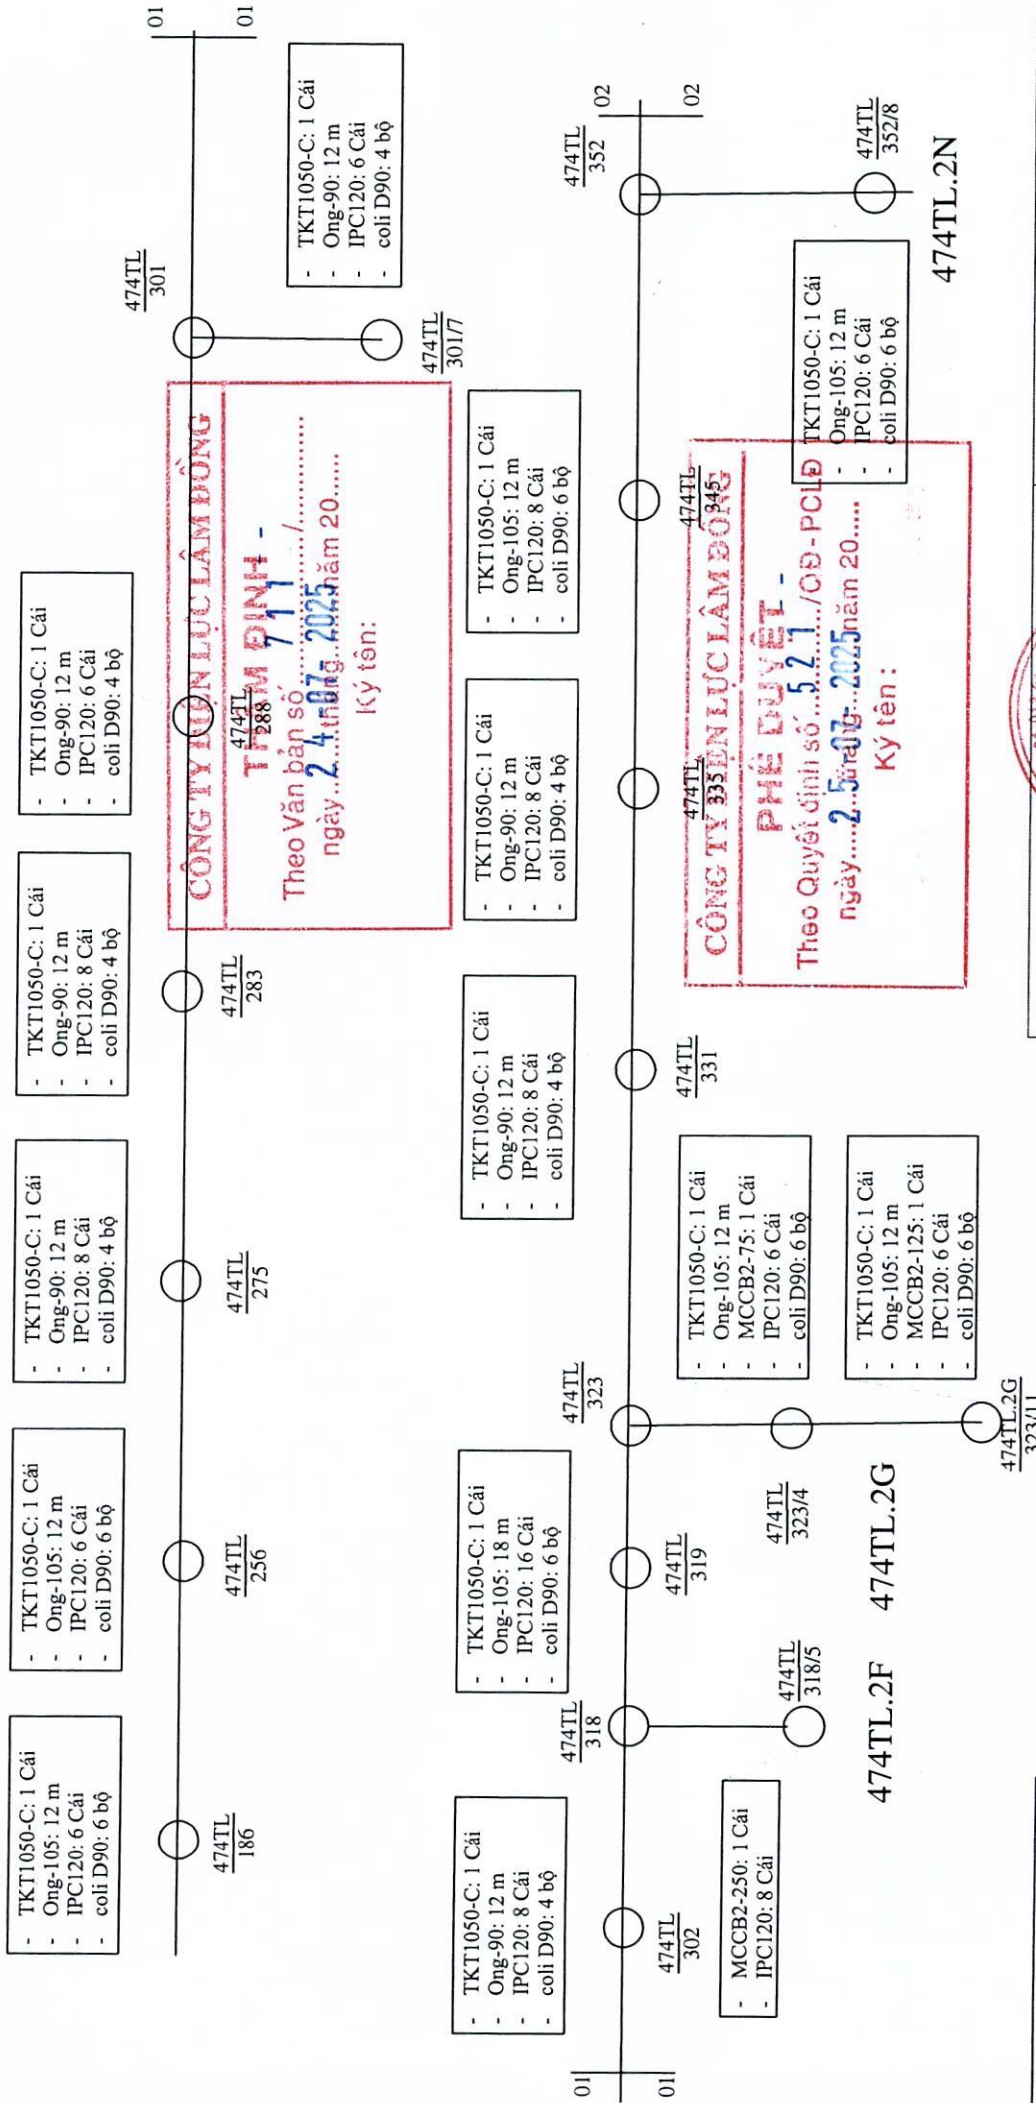 - TKT1050-C: 1 Cái
- Ong-105: 12 m
- IPC120: 6 Cái
- coli D90: 6 bộ
- TKT1050-C: 1 Cái
- Ong-105: 12 m
- IPC120: 6 Cái
- coli D90: 6 bộ
- TKT1050-C: 1 Cái
- Ong-90: 12 m
- IPC120: 8 Cái
- coli D90: 4 bộ
- TKT1050-C: 1 Cái
- Ong-90: 12 m
- IPC120: 8 Cái
- coli D90: 4 bộ
- TKT1050-C: 1 Cái
- Ong-90: 12 m
- IPC120: 6 Cái
- coli D90: 4 bộ
474TL
186
474TL
256
474TL
275
474TL
283
474TL
288
474TL
301
01
01
CÔNG TY ĐIỆN LỰC LÂM ĐỒNG
THẨM ĐỊNH
Theo Văn bản số 711/
ngày 24-07-2025 năm 20
Ký tên:
474TL
301/7
- TKT1050-C: 1 Cái
- Ong-90: 12 m
- IPC120: 6 Cái
- coli D90: 4 bộ
- TKT1050-C: 1 Cái
- Ong-90: 12 m
- IPC120: 8 Cái
- coli D90: 4 bộ
- TKT1050-C: 1 Cái
- Ong-105: 18 m
- IPC120: 16 Cái
- coli D90: 6 bộ
- TKT1050-C: 1 Cái
- Ong-90: 12 m
- IPC120: 8 Cái
- coli D90: 4 bộ
- TKT1050-C: 1 Cái
- Ong-90: 12 m
- IPC120: 8 Cái
- coli D90: 4 bộ
- TKT1050-C: 1 Cái
- Ong-105: 12 m
- IPC120: 8 Cái
- coli D90: 6 bộ
01
01
474TL
302
474TL
318
474TL
319
474TL
323
474TL
331
474TL
335
474TL
345
474TL
352
02
02
- MCCB2-250: 1 Cái
- IPC120: 8 Cái
474TL
318/5
474TL.2F
474TL
323/4
474TL.2G
- TKT1050-C: 1 Cái
- Ong-105: 12 m
- MCCB2-75: 1 Cái
- IPC120: 6 Cái
- coli D90: 6 bộ
- TKT1050-C: 1 Cái
- Ong-105: 12 m
- MCCB2-125: 1 Cái
- IPC120: 6 Cái
- coli D90: 6 bộ
474TL.2G
323/11
CÔNG TY ĐIỆN LỰC LÂM ĐỒNG
PHÊ DUYỆT
Theo Quyết định số 521/QĐ-PCLĐ
ngày 25-07-2025 năm 20
Ký tên:
- TKT1050-C: 1 Cái
- Ong-105: 12 m
- IPC120: 6 Cái
- coli D90: 6 bộ
474TL
352/8
474TL.2N